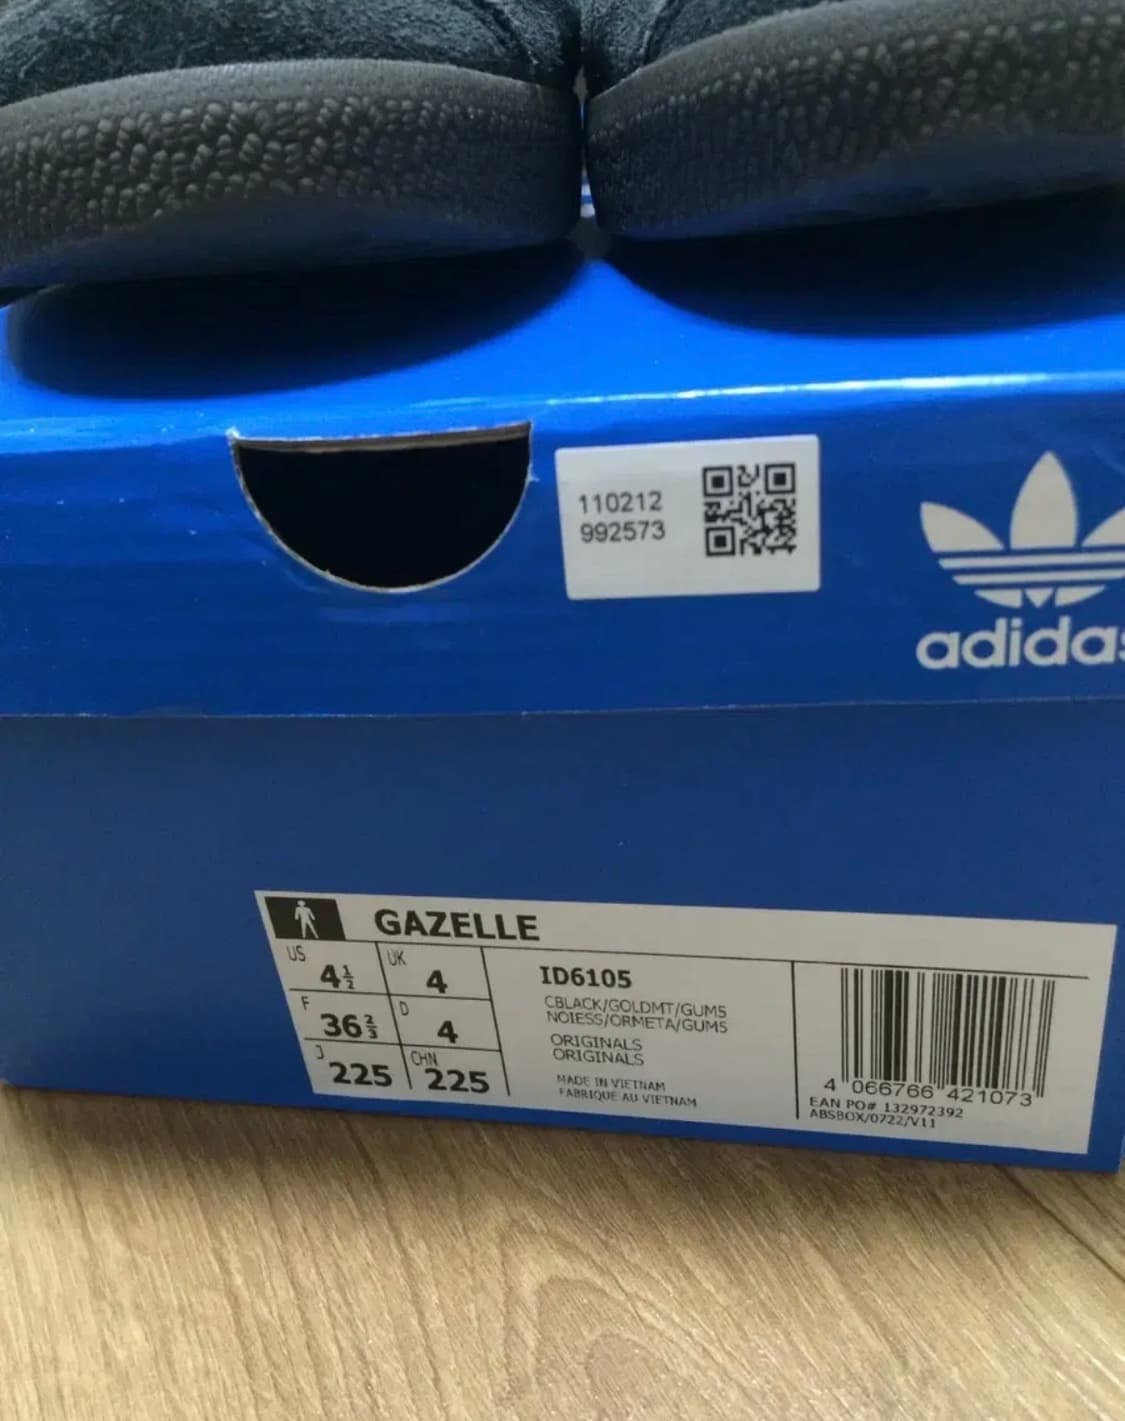 110212
992573
adidas
GAZELLE
US 4½ UK 4
F 36⅔ D 4
J 225 CHN 225
ID6105
CBLACK/GOLDMT/GUM5
NOIESS/ORMETA/GUM5
ORIGINALS
ORIGINALS
MADE IN VIETNAM
FABRIQUE AU VIETNAM
4 066766 421073
EAN PO# 132972392
ABSBOX/0722/V11